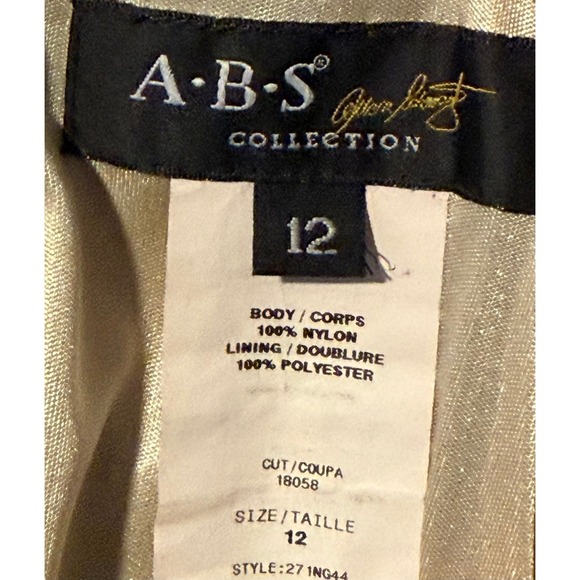 A·B·S®
COLLECTION
12
BODY / CORPS
100% NYLON
LINING / DOUBLURE
100% POLYESTER
CUT/COUPA
18058
SIZE/TAILLE
12
STYLE:271NG44